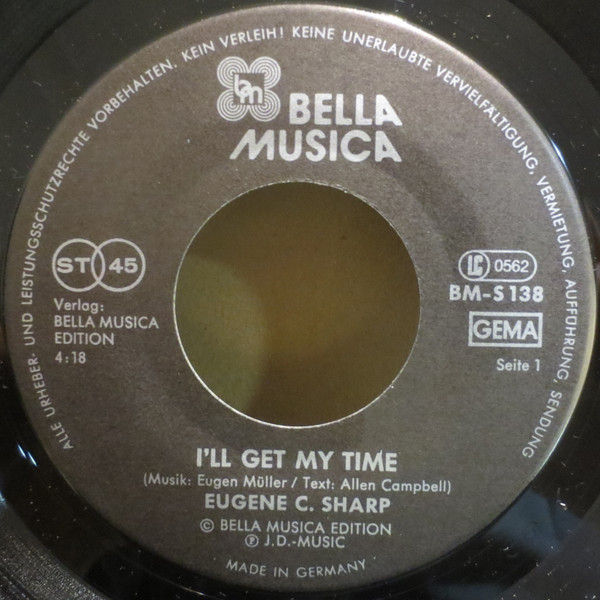 ALLE URHEBER- UND LEISTUNGSSCHUTZRECHTE VORBEHALTEN. KEIN VERLEIH! KEINE UNERLAUBTE VERVIELFÄLTIGUNG, VERMIETUNG, AUFFÜHRUNG, SENDUNG
bm
BELLA
MUSICA
ST 45
LC 0562
BM-S 138
Verlag:
BELLA MUSICA
EDITION
4:18
GEMA
Seite 1
I'LL GET MY TIME
(Musik: Eugen Müller / Text: Allen Campbell)
EUGENE C. SHARP
© BELLA MUSICA EDITION
℗ J.D.-MUSIC
MADE IN GERMANY